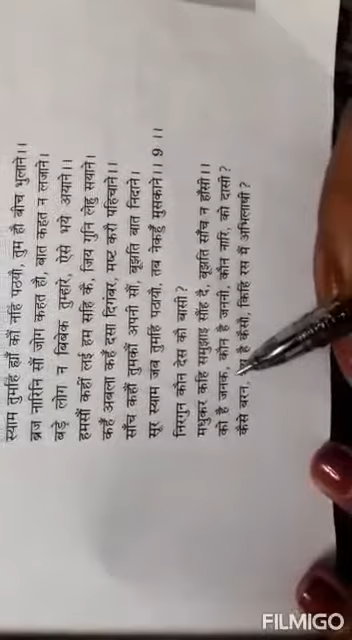 स्याम तुमहिं ह्याँ कौं नहिं पठयौ, तुम हौ बीच भुलाने।।
ब्रज नारिनि सौं जोग कहत हौ, बात कहत न लजाने।
बड़े लोग न बिबेक तुम्हारे, ऐसे भये अयाने।।
हमसौं कहीं लई हम सहि कै, जिय गुनि लेहु सयाने।
कहँ अबला कहँ दसा दिगंबर, मष्ट करौ पहिचाने।।
साँच कहौं तुमकौं अपनी सौं, बूझति बात निदाने।
सूर स्याम जब तुमहिं पठायौ, तब नेकहुँ मुसकाने।। 9 ।।
निरगुन कौन देस कौ बासी?
मधुकर कहि समुझाइ सौंह दै, बूझति साँच न हाँसी।।
को है जनक, कौन है जननी, कौन नारि, को दासी?
कैसे बरन, है कैसी, किहिं रस मैं अभिलाषी?
FILMIGO